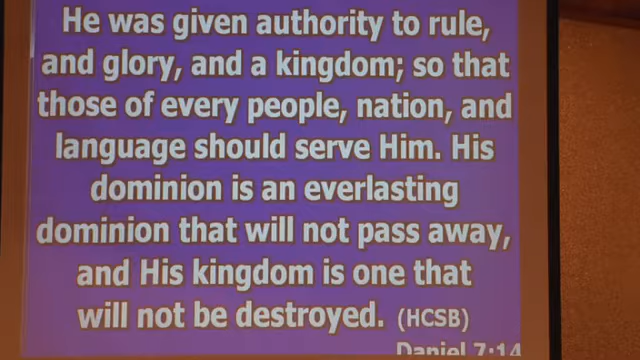 He was given authority to rule,
and glory, and a kingdom; so that
those of every people, nation, and
language should serve Him. His
dominion is an everlasting
dominion that will not pass away,
and His kingdom is one that
will not be destroyed. (HCSB)
Daniel 7:14